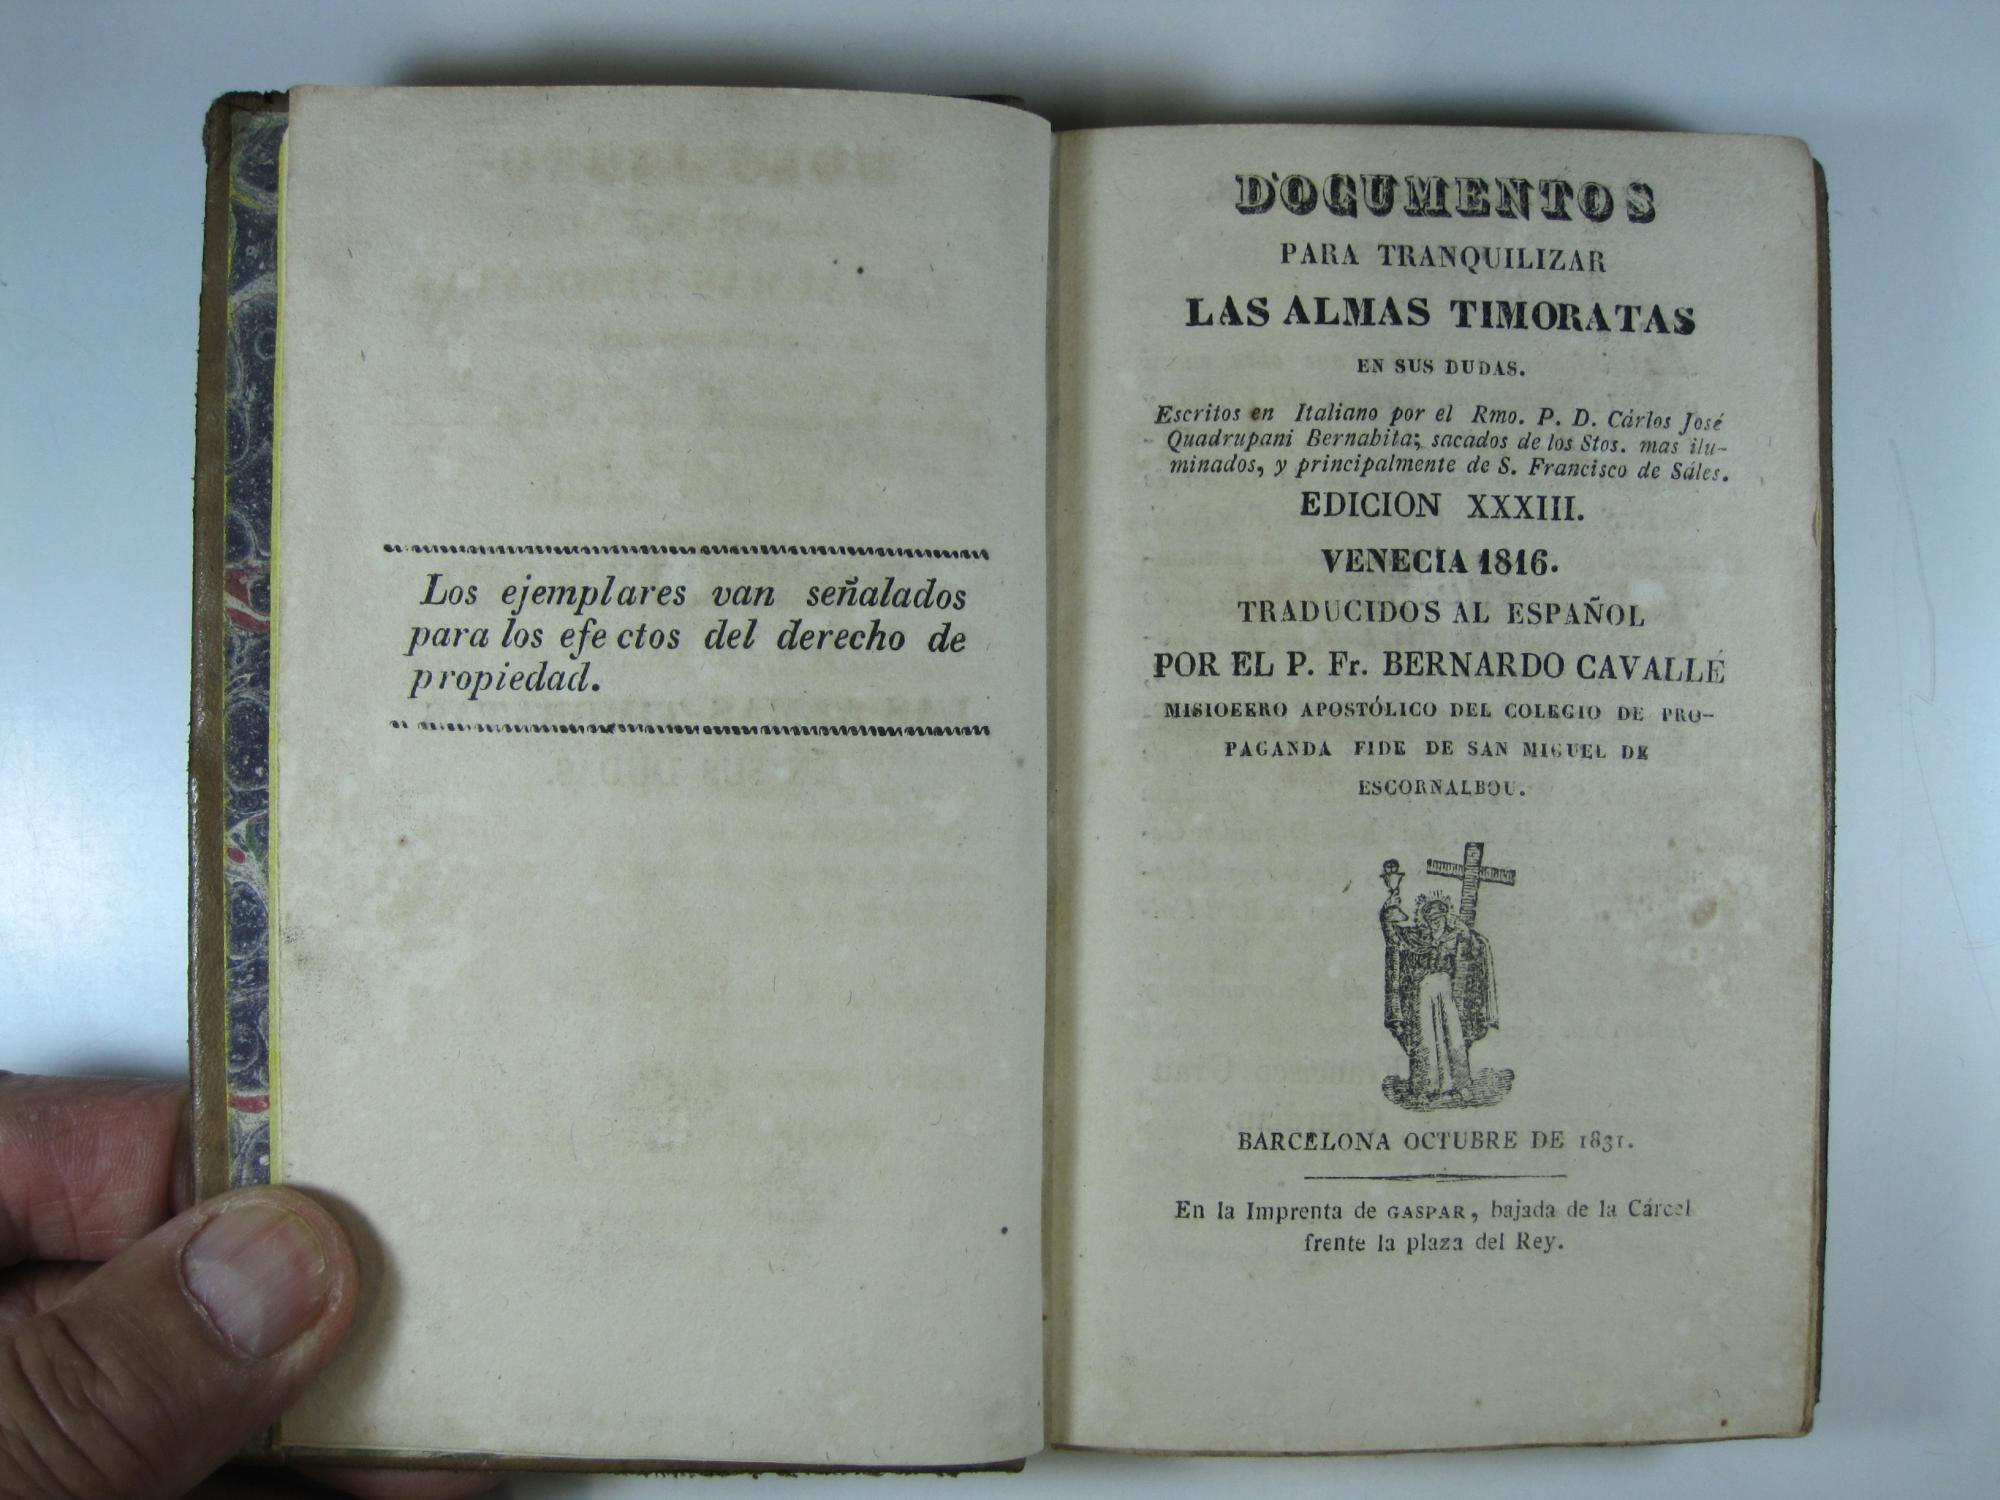 Los ejemplares van señalados
para los efe ctos del derecho de
propiedad.
DOCUMENTOS
PARA TRANQUILIZAR
LAS ALMAS TIMORATAS
EN SUS DUDAS.
Escritos en Italiano por el Rmo. P. D. Cárlos José
Quadrupani Bernabita; sacados de los Stos. mas ilu-
minados, y principalmente de S. Francisco de Sáles.
EDICION XXXIII.
VENECIA 1816.
TRADUCIDOS AL ESPAÑOL
POR EL P. Fr. BERNARDO CAVALLÉ
MISIOEERO APOSTÓLICO DEL COLEGIO DE PRO-
PAGANDA FIDE DE SAN MIGUEL DE
ESCORNALBOU.
BARCELONA OCTUBRE DE 1831.
En la Imprenta de GASPAR, bajada de la Cárcel
frente la plaza del Rey.